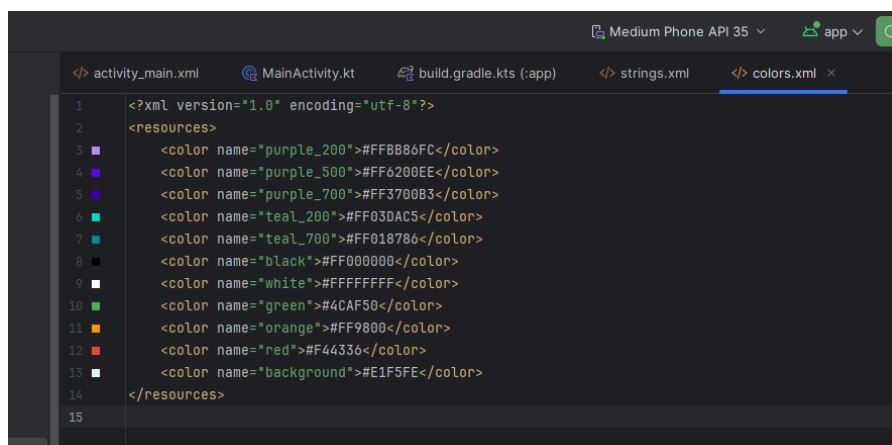 Medium Phone API 35 app
activity_main.xml MainActivity.kt build.gradle.kts (:app) strings.xml colors.xml
1 <?xml version="1.0" encoding="utf-8"?>
2 <resources>
3 <color name="purple_200">#FFBB86FC</color>
4 <color name="purple_500">#FF6200EE</color>
5 <color name="purple_700">#FF3700B3</color>
6 <color name="teal_200">#FF03DAC5</color>
7 <color name="teal_700">#FF018786</color>
8 <color name="black">#FF000000</color>
9 <color name="white">#FFFFFFFF</color>
10 <color name="green">#4CAF50</color>
11 <color name="orange">#FF9800</color>
12 <color name="red">#F44336</color>
13 <color name="background">#E1F5FE</color>
14 </resources>
15